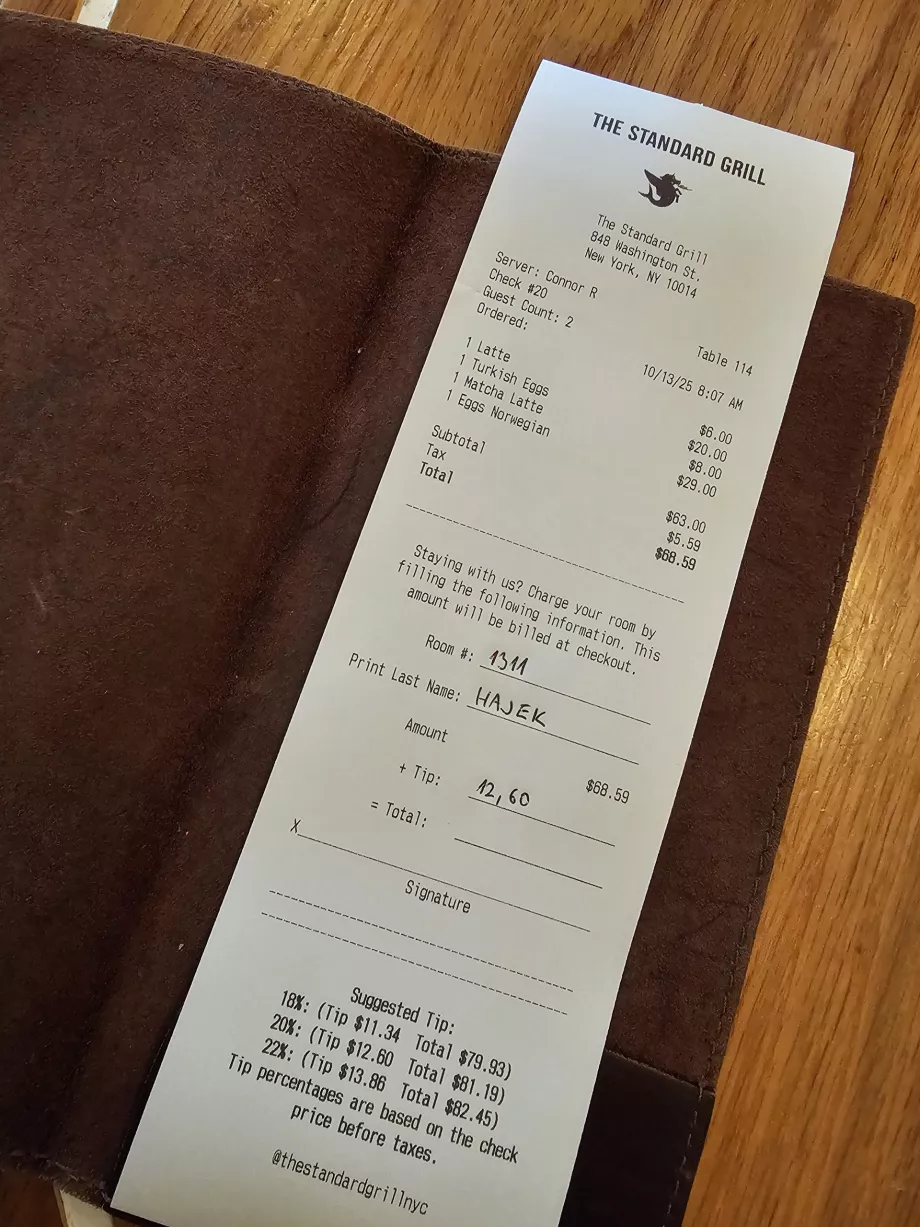 THE STANDARD GRILL
The Standard Grill
848 Washington St.
New York, NY 10014
Server: Connor R
Check #20
Table 114
Guest Count: 2
10/13/25 8:07 AM
Ordered:
1 Latte $6.00
1 Turkish Eggs $20.00
1 Matcha Latte $8.00
1 Eggs Norwegian $29.00
Subtotal $63.00
Tax $5.59
Total $68.59
Staying with us? Charge your room by
filling the following information. This
amount will be billed at checkout.
Room #: 1311
Print Last Name: HAJEK
Amount $68.59
+ Tip: 12,60
= Total:
X
Signature
Suggested Tip:
18%: (Tip $11.34 Total $79.93)
20%: (Tip $12.60 Total $81.19)
22%: (Tip $13.86 Total $82.45)
Tip percentages are based on the check
price before taxes.
@thestandardgrillnyc